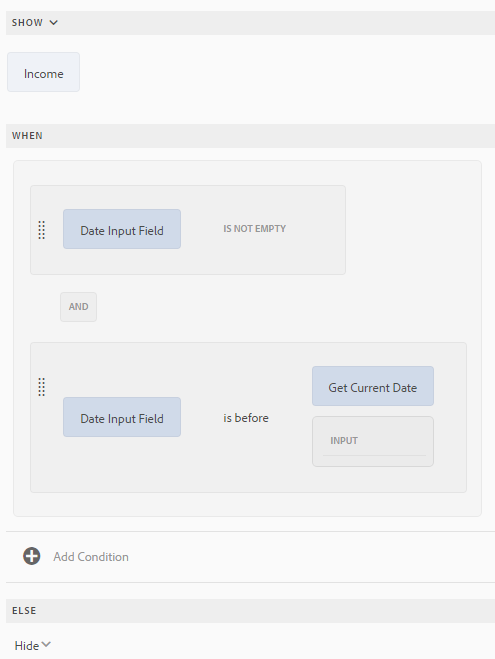 SHOW
Income
WHEN
Date Input Field IS NOT EMPTY
AND
Get Current Date
Date Input Field is before
INPUT
Add Condition
ELSE
Hide